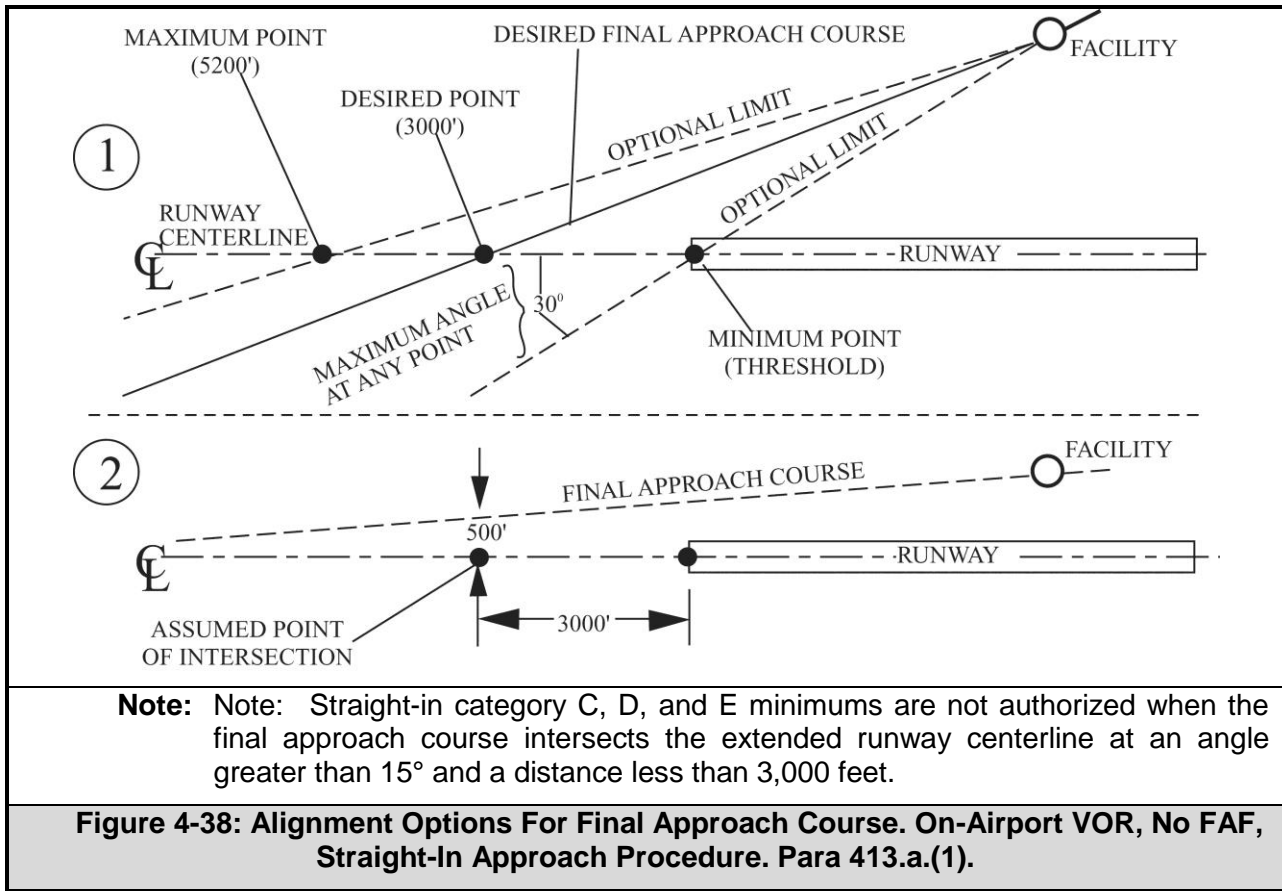 MAXIMUM POINT
(5200')
DESIRED FINAL APPROACH COURSE
FACILITY
DESIRED POINT
(3000')
OPTIONAL LIMIT
OPTIONAL LIMIT
1
RUNWAY
CENTERLINE
CL
RUNWAY
30°
MAXIMUM ANGLE
AT ANY POINT
MINIMUM POINT
(THRESHOLD)
2
FACILITY
FINAL APPROACH COURSE
500'
CL
RUNWAY
3000'
ASSUMED POINT
OF INTERSECTION
Note: Note: Straight-in category C, D, and E minimums are not authorized when the
final approach course intersects the extended runway centerline at an angle
greater than 15° and a distance less than 3,000 feet.
Figure 4-38: Alignment Options For Final Approach Course. On-Airport VOR, No FAF,
Straight-In Approach Procedure. Para 413.a.(1).